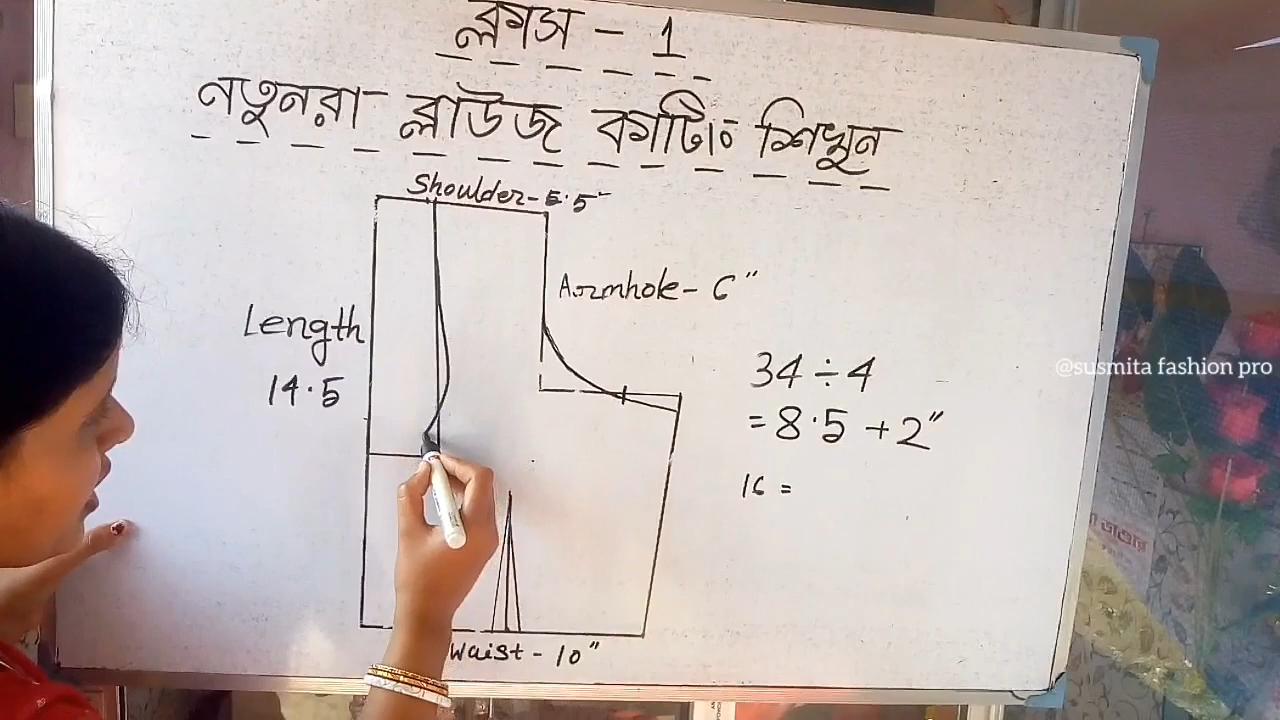 ক্লাস - 1
নতুনরা ব্লাউজ কাটিং শিখুন
Shoulder-5.5"
Armhole- 6"
Length
14.5
34÷4
=8.5 +2"
16 =
Waist - 10"
@susmita fashion pro